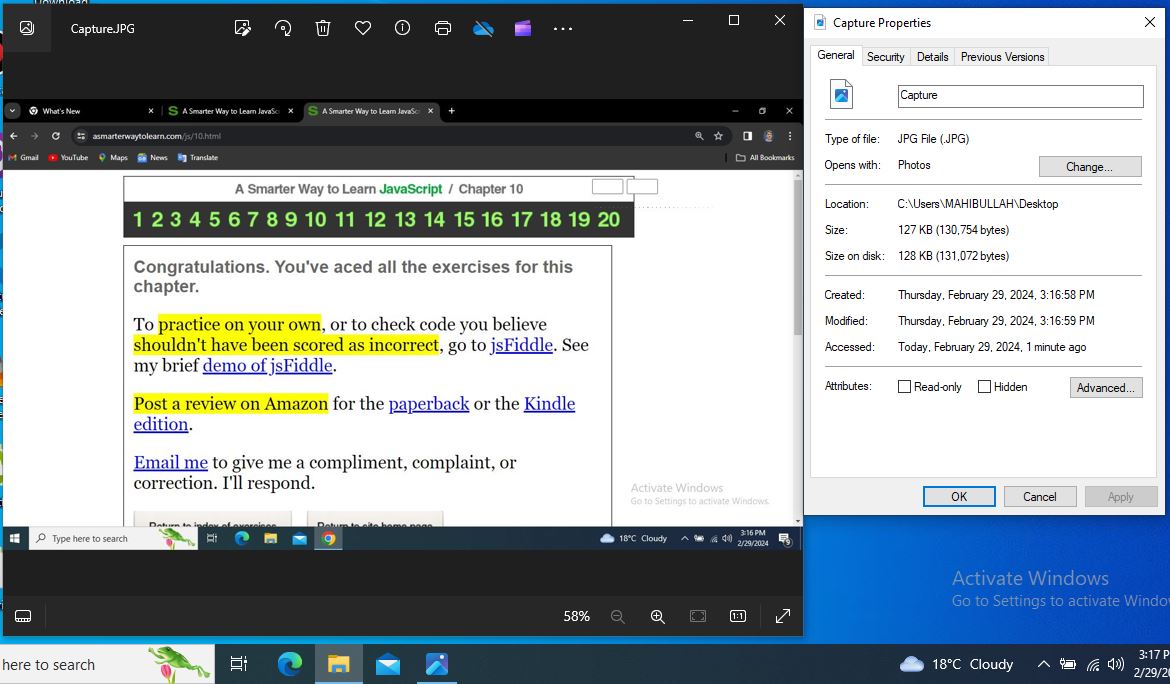 Download
Capture.JPG
What's New
A Smarter Way to Learn JavaSc
A Smarter Way to Learn JavaSc
asmarterwaytolearn.com/js/10.html
Gmail YouTube Maps News Translate
All Bookmarks
A Smarter Way to Learn JavaScript / Chapter 10
1 2 3 4 5 6 7 8 9 10 11 12 13 14 15 16 17 18 19 20
Congratulations. You've aced all the exercises for this
chapter.
To practice on your own, or to check code you believe
shouldn't have been scored as incorrect, go to jsFiddle. See
my brief demo of jsFiddle.
Post a review on Amazon for the paperback or the Kindle
edition.
Email me to give me a compliment, complaint, or
correction. I'll respond.
Return to index of exercises Return to site home page
Activate Windows
Go to Settings to activate Windows.
Type here to search
18°C Cloudy
3:16 PM
2/29/2024
58%
Capture Properties
General Security Details Previous Versions
Capture
Type of file: JPG File (.JPG)
Opens with: Photos
Change...
Location: C:\Users\MAHIBULLAH\Desktop
Size: 127 KB (130,754 bytes)
Size on disk: 128 KB (131,072 bytes)
Created: Thursday, February 29, 2024, 3:16:58 PM
Modified: Thursday, February 29, 2024, 3:16:59 PM
Accessed: Today, February 29, 2024, 1 minute ago
Attributes: Read-only Hidden Advanced...
OK Cancel Apply
Activate Windows
Go to Settings to activate Windo
here to search
18°C Cloudy
3:17 P
2/29/20